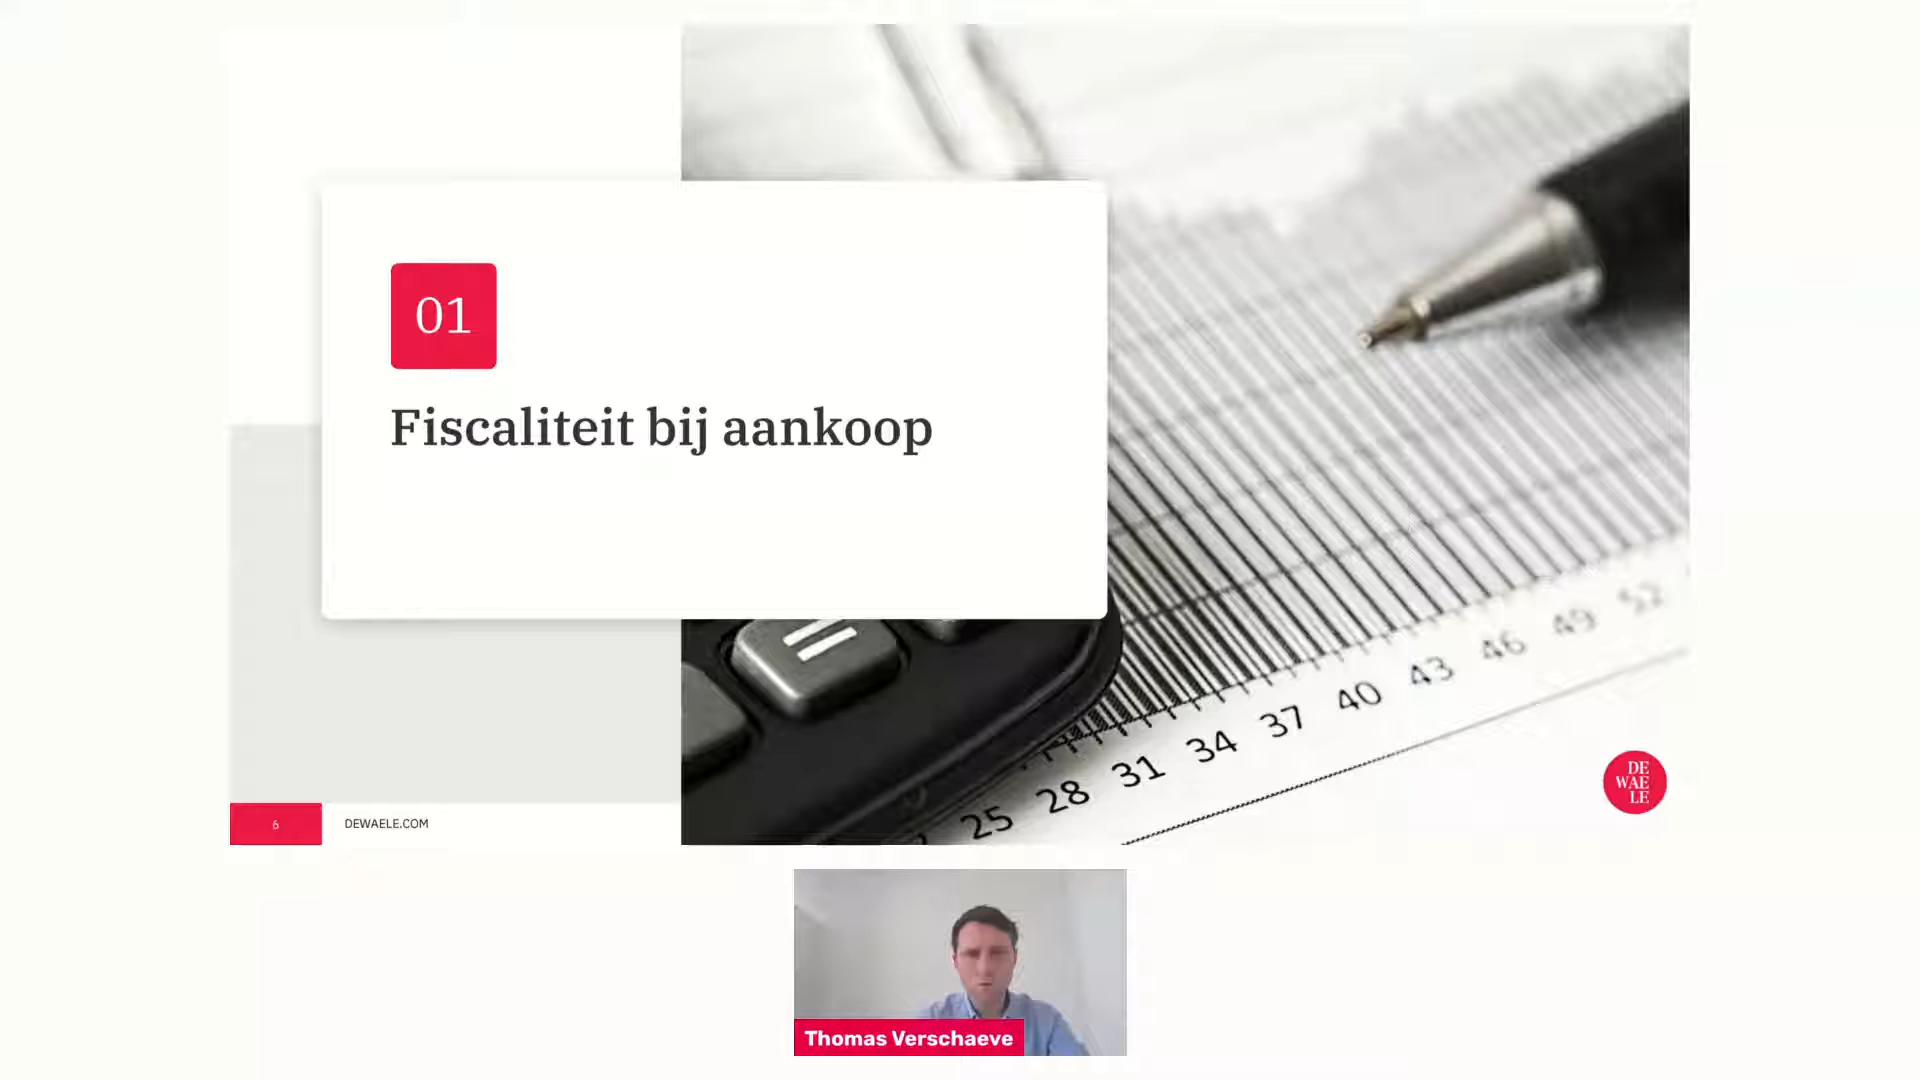 01
Fiscaliteit bij aankoop
=
25 28 31 34 37 40 43 46 49 52
DE
WAE
LE
6
DEWAELE.COM
Thomas Verschaeve